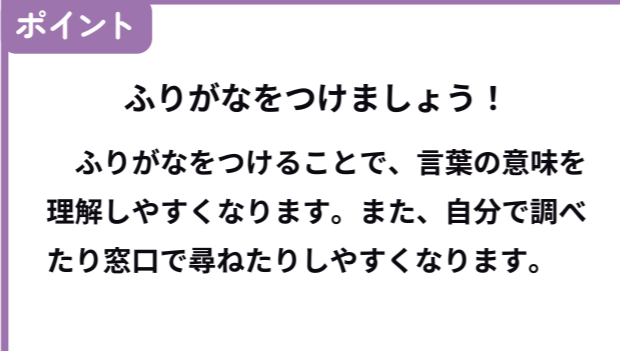 ポイント
ふりがなをつけましょう！
　ふりがなをつけることで、言葉の意味を
理解しやすくなります。また、自分で調べ
たり窓口で尋ねたりしやすくなります。